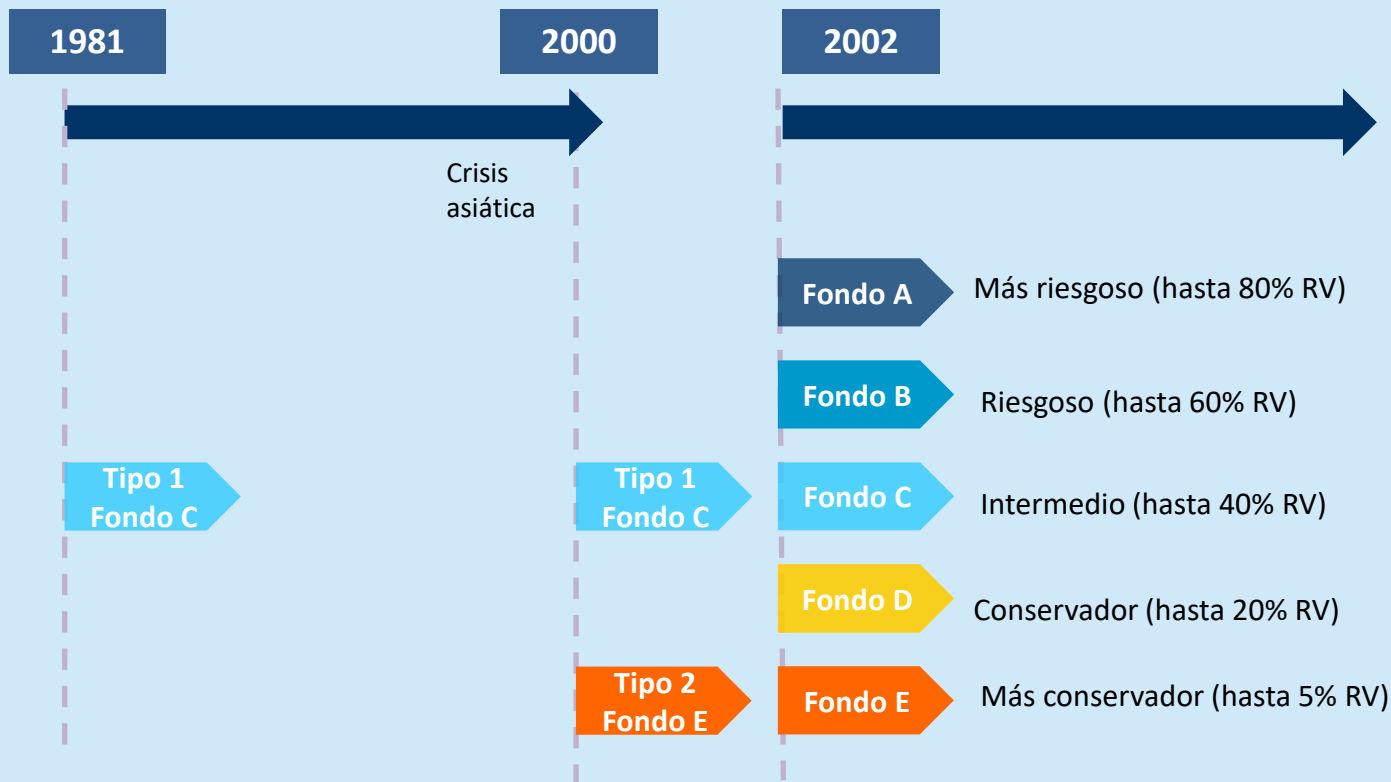 1981
2000
2002
Crisis
asiática
Fondo A
Más riesgoso (hasta 80% RV)
Fondo B
Riesgoso (hasta 60% RV)
Tipo 1
Fondo C
Tipo 1
Fondo C
Fondo C
Intermedio (hasta 40% RV)
Fondo D
Conservador (hasta 20% RV)
Tipo 2
Fondo E
Fondo E
Más conservador (hasta 5% RV)